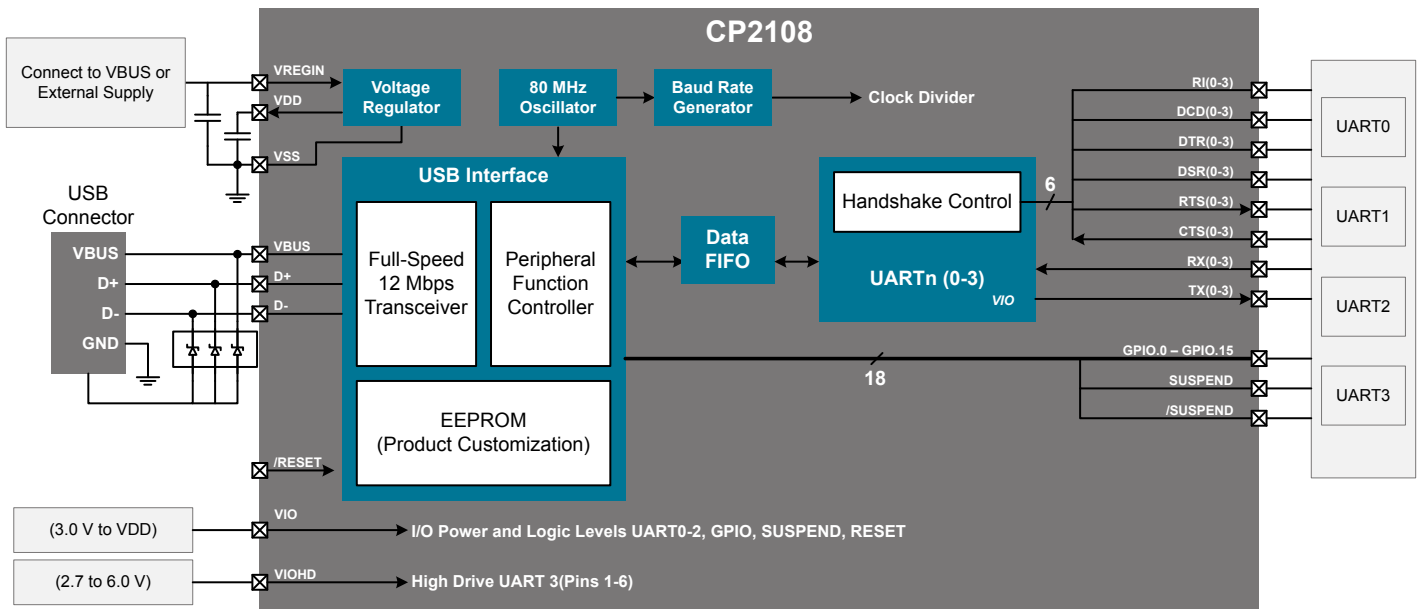 CP2108
Connect to VBUS or
External Supply
VREGIN
VDD
VSS
Voltage
Regulator
80 MHz
Oscillator
Baud Rate
Generator
Clock Divider
USB
Connector
VBUS
D+
D-
GND
VBUS
D+
D-
USB Interface
Full-Speed
12 Mbps
Transceiver
Peripheral
Function
Controller
EEPROM
(Product Customization)
Data
FIFO
Handshake Control
UARTn (0-3)
VIO
6
RI(0-3)
DCD(0-3)
DTR(0-3)
DSR(0-3)
RTS(0-3)
CTS(0-3)
RX(0-3)
TX(0-3)
18
GPIO.0 – GPIO.15
SUSPEND
/SUSPEND
UART0
UART1
UART2
UART3
/RESET
(3.0 V to VDD)
VIO
I/O Power and Logic Levels UART0-2, GPIO, SUSPEND, RESET
(2.7 to 6.0 V)
VIOHD
High Drive UART 3(Pins 1-6)